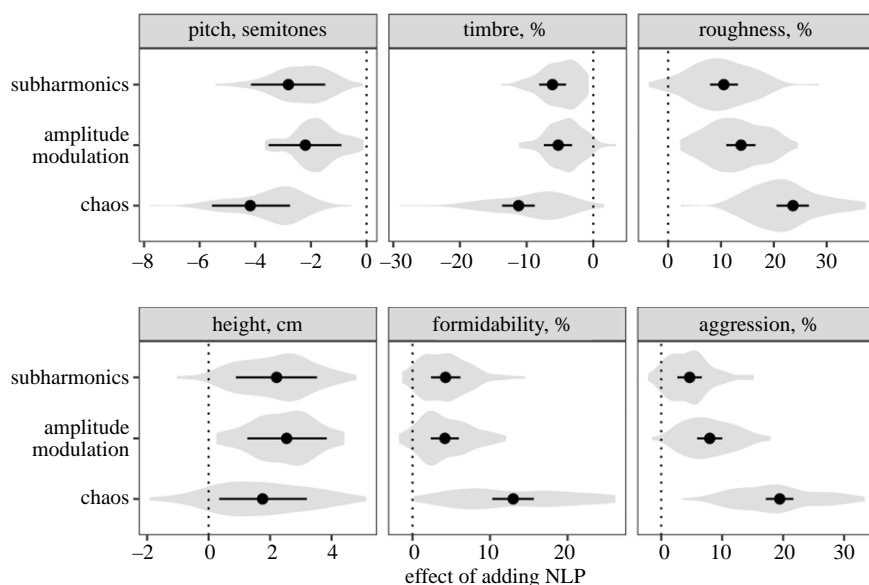 pitch, semitones timbre, % roughness, %
subharmonics
amplitude
modulation
chaos
–8 –6 –4 –2 0 –30 –20 –10 0 0 10 20 30
height, cm formidability, % aggression, %
subharmonics
amplitude
modulation
chaos
–2 0 2 4 0 10 20 0 10 20 30
effect of adding NLP